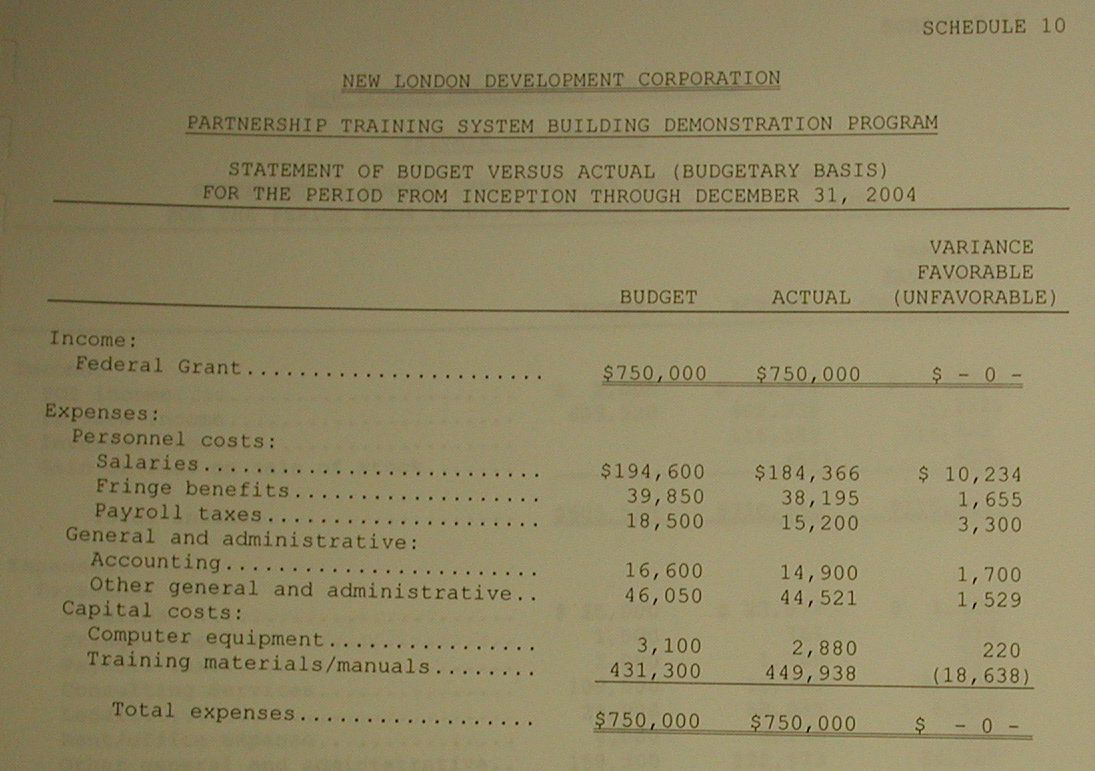 SCHEDULE 10
NEW LONDON DEVELOPMENT CORPORATION
PARTNERSHIP TRAINING SYSTEM BUILDING DEMONSTRATION PROGRAM
STATEMENT OF BUDGET VERSUS ACTUAL (BUDGETARY BASIS)
FOR THE PERIOD FROM INCEPTION THROUGH DECEMBER 31, 2004
VARIANCE
FAVORABLE
BUDGET ACTUAL (UNFAVORABLE)
Income:
Federal Grant....................... $750,000 $750,000 $ - 0 -
Expenses:
Personnel costs:
Salaries.......................... $194,600 $184,366 $ 10,234
Fringe benefits................... 39,850 38,195 1,655
Payroll taxes..................... 18,500 15,200 3,300
General and administrative:
Accounting........................ 16,600 14,900 1,700
Other general and administrative.. 46,050 44,521 1,529
Capital costs:
Computer equipment................ 3,100 2,880 220
Training materials/manuals........ 431,300 449,938 (18,638)
Total expenses.................. $750,000 $750,000 $ - 0 -